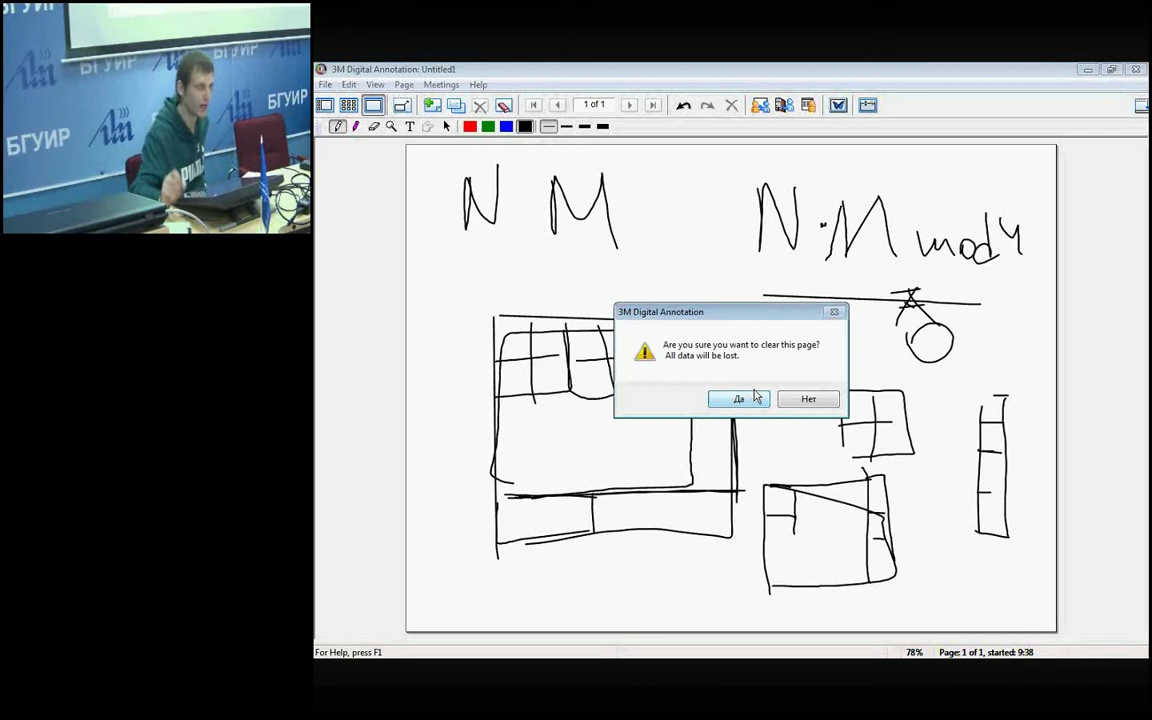 БГУИР
БГУИР
БГУИР
3M Digital Annotation: Untitled1
File Edit View Page Meetings Help
1 of 1
T
N M
N·M mod 4
3M Digital Annotation
Are you sure you want to clear this page?
All data will be lost.
Да Нет
For Help, press F1
78% Page: 1 of 1, started: 9:38